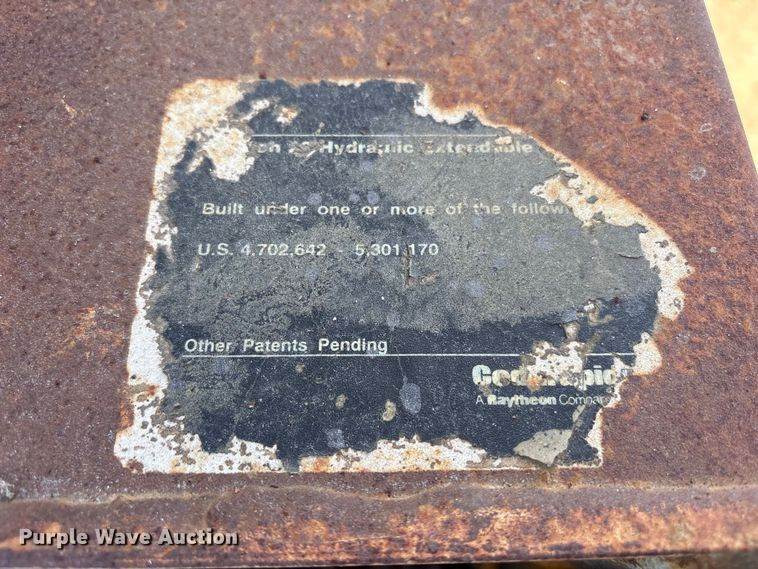 Hydraulic Extendable
Built under one or more of the
U.S. 4,702,642 - 5,301,170
Other Patents Pending
A Raytheon Company
Purple Wave Auction